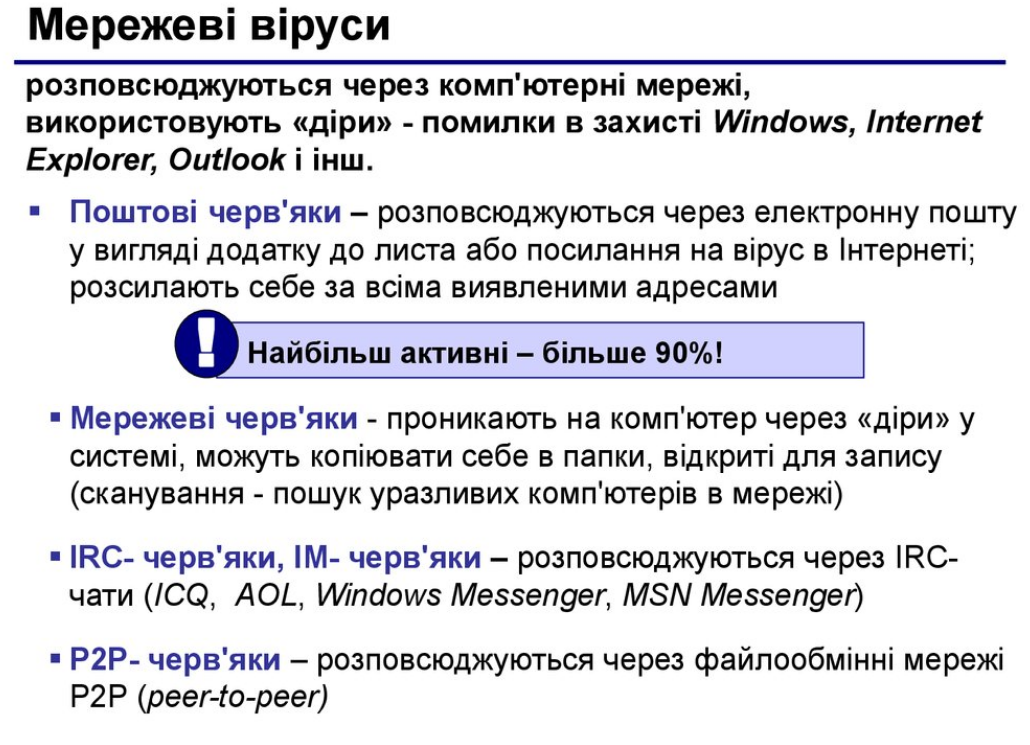 Мережеві віруси
розповсюджуються через комп'ютерні мережі,
використовують «діри» - помилки в захисті Windows, Internet
Explorer, Outlook і інш.
▪ Поштові черв'яки – розповсюджуються через електронну пошту
у вигляді додатку до листа або посилання на вірус в Інтернеті;
розсилають себе за всіма виявленими адресами
! Найбільш активні – більше 90%!
▪ Мережеві черв'яки - проникають на комп'ютер через «діри» у
системі, можуть копіювати себе в папки, відкриті для запису
(сканування - пошук уразливих комп'ютерів в мережі)
▪ IRC- черв'яки, IM- черв'яки – розповсюджуються через IRC-
чати (ICQ, AOL, Windows Messenger, MSN Messenger)
▪ P2P- черв'яки – розповсюджуються через файлообмінні мережі
P2P (peer-to-peer)